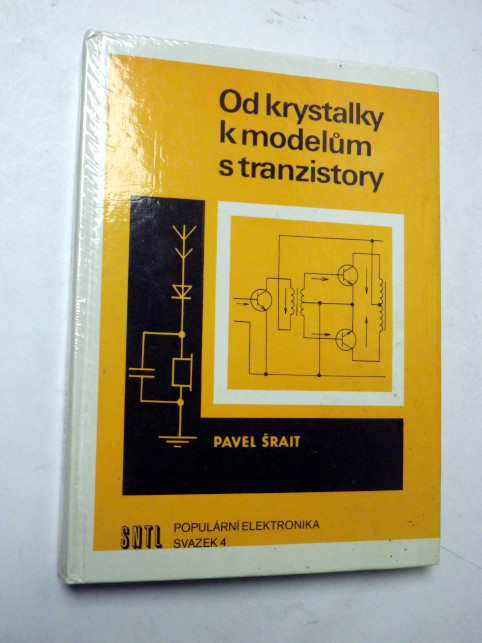 Od krystalky
k modelům
s tranzistory
PAVEL ŠRAIT
SNTL
POPULÁRNÍ ELEKTRONIKA
SVAZEK 4